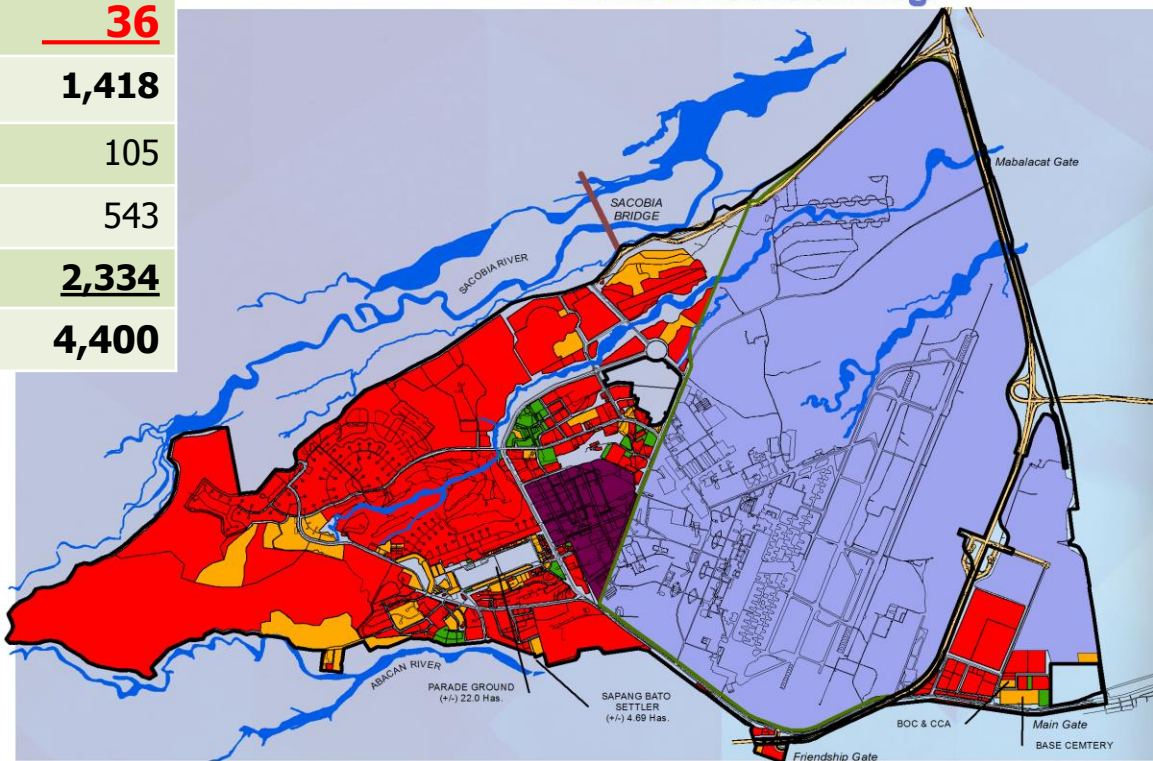 36
1,418
105
543
2,334
4,400
Mabalacat Gate
SACOBIA
BRIDGE
SACOBIA RIVER
ABACAN RIVER
PARADE GROUND
(+/-) 22.0 Has.
SAPANG BATO
SETTLER
(+/-) 4.69 Has.
BOC & CCA
Main Gate
BASE CEMTERY
Friendship Gate